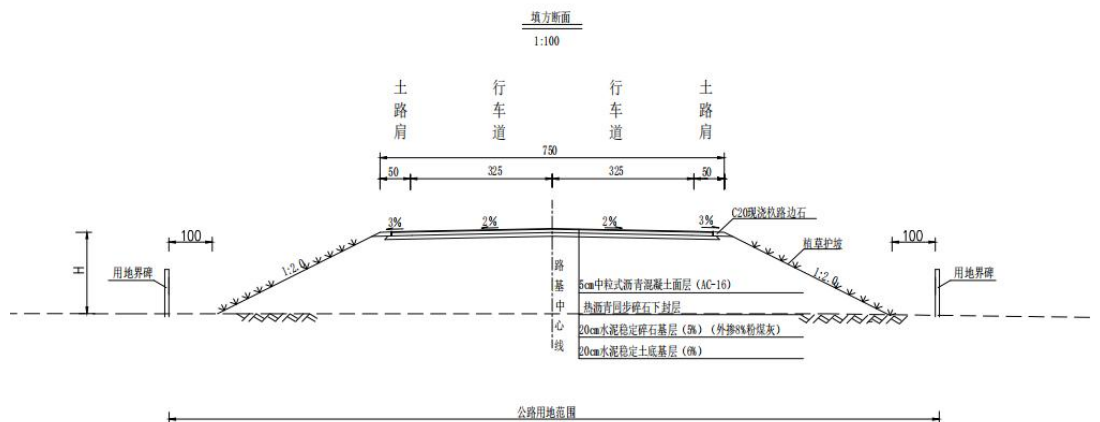 填方断面
1:100
土路肩
行车道
行车道
土路肩
750
50
325
325
50
3%
2%
2%
3%
C20现浇砼路边石
100
植草护坡
100
H
1:2.0
1:2.0
用地界碑
用地界碑
路基中心线
5cm中粒式沥青混凝土面层（AC-16）
热沥青同步碎石下封层
20cm水泥稳定碎石基层（5%）（外掺8%粉煤灰）
20cm水泥稳定土底基层（6%）
公路用地范围